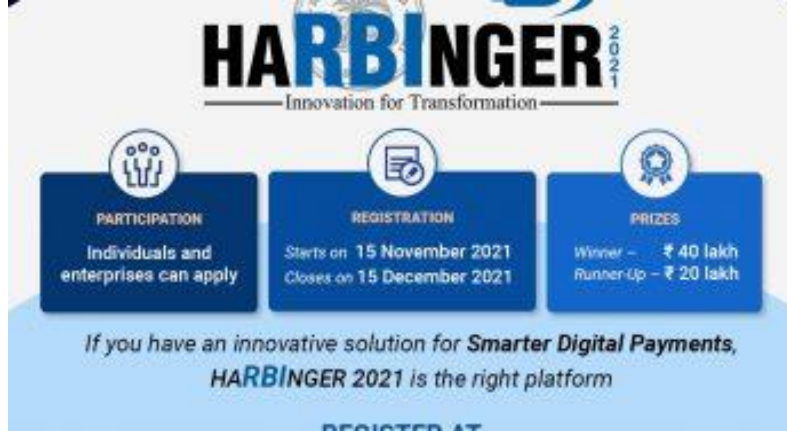 HARBINGER 2021
Innovation for Transformation
PARTICIPATION
Individuals and
enterprises can apply
REGISTRATION
Starts on 15 November 2021
Closes on 15 December 2021
PRIZES
Winner – ₹ 40 lakh
Runner-Up – ₹ 20 lakh
If you have an innovative solution for Smarter Digital Payments,
HARBINGER 2021 is the right platform
REGISTER AT